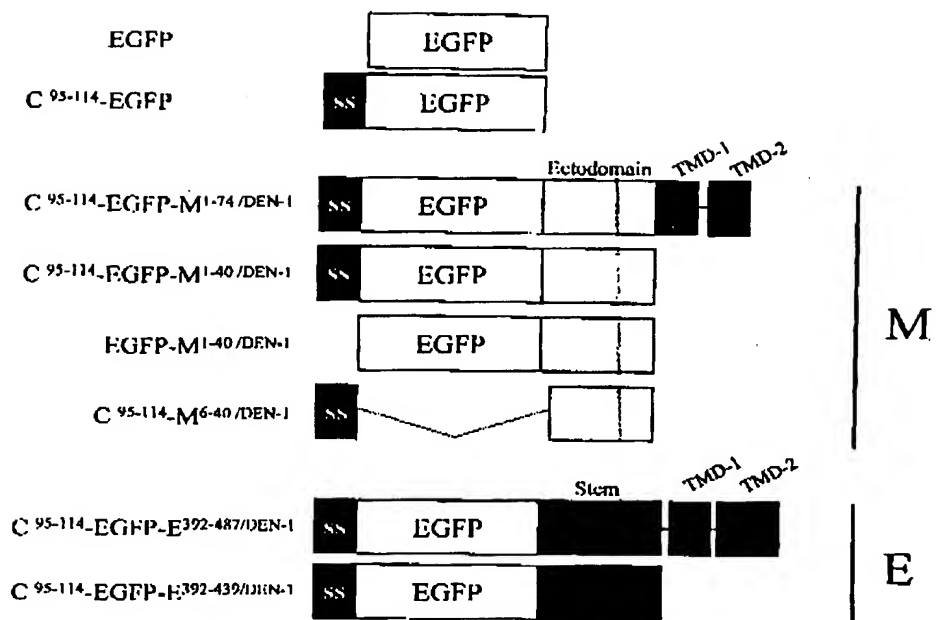 EGFP EGFP
C 95-114-EGFP SS EGFP
Ectodomain TMD-1 TMD-2
C 95-114-EGFP-M1-74/DEN-1 SS EGFP
C 95-114-EGFP-M1-40/DEN-1 SS EGFP
EGFP-M1-40/DEN-1 EGFP
C 95-114-M6-40/DEN-1 SS
M
Stem TMD-1 TMD-2
C 95-114-EGFP-E392-487/DEN-1 SS EGFP
C 95-114-EGFP-E392-439/DEN-1 SS EGFP
E